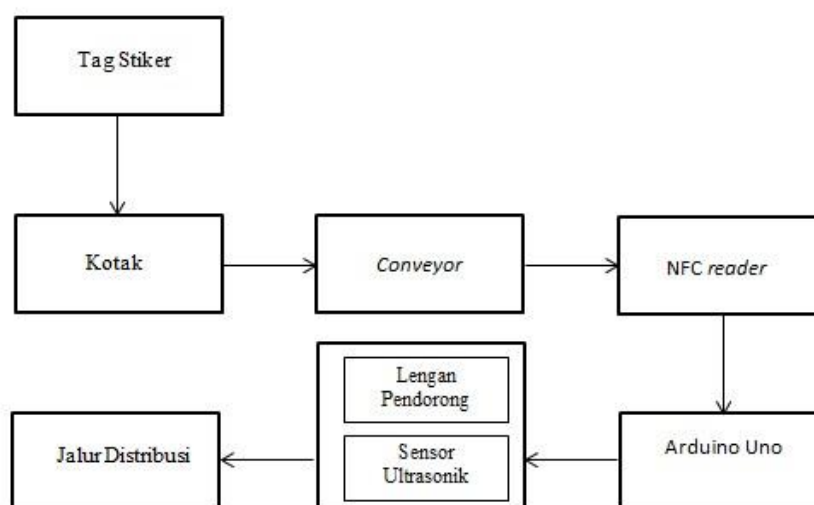 Tag Stiker
Kotak
Conveyor
NFC reader
Lengan
Pendorong
Sensor
Ultrasonik
Jalur Distribusi
Arduino Uno